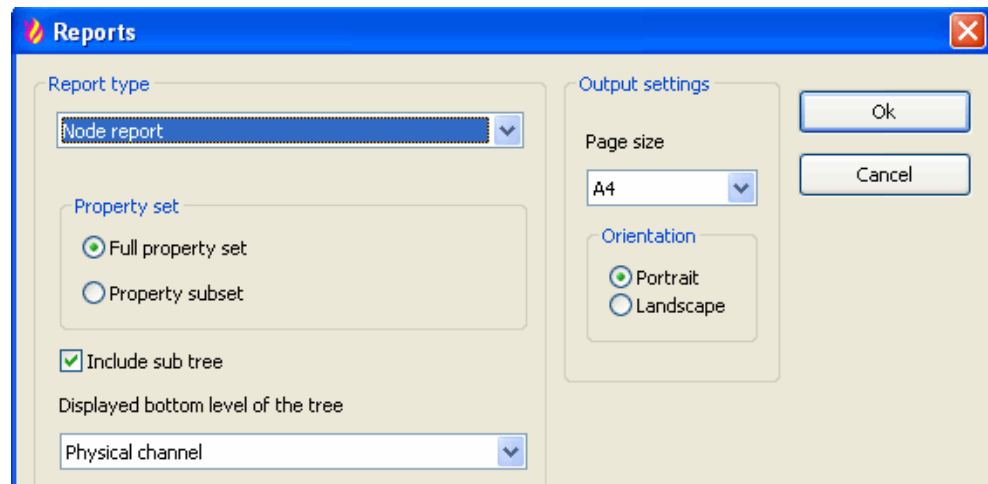 Reports
Report type
Node report
Property set
Full property set
Property subset
Include sub tree
Displayed bottom level of the tree
Physical channel
Output settings
Page size
A4
Orientation
Portrait
Landscape
Ok
Cancel